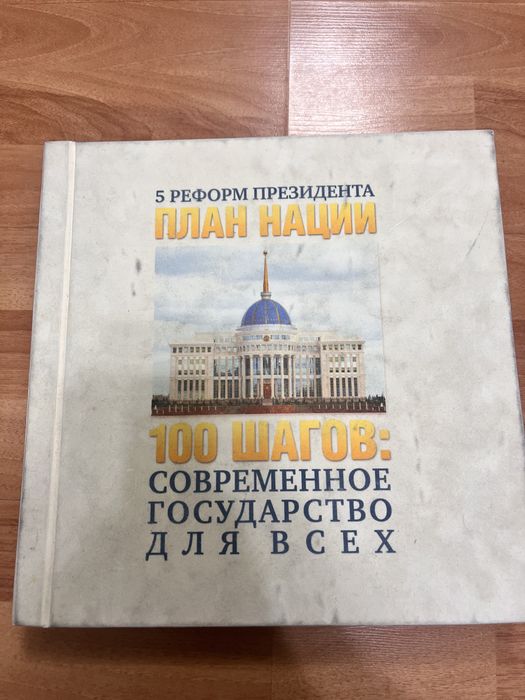 5 РЕФОРМ ПРЕЗИДЕНТА
ПЛАН НАЦИИ
100 ШАГОВ:
СОВРЕМЕННОЕ
ГОСУДАРСТВО
ДЛЯ ВСЕХ